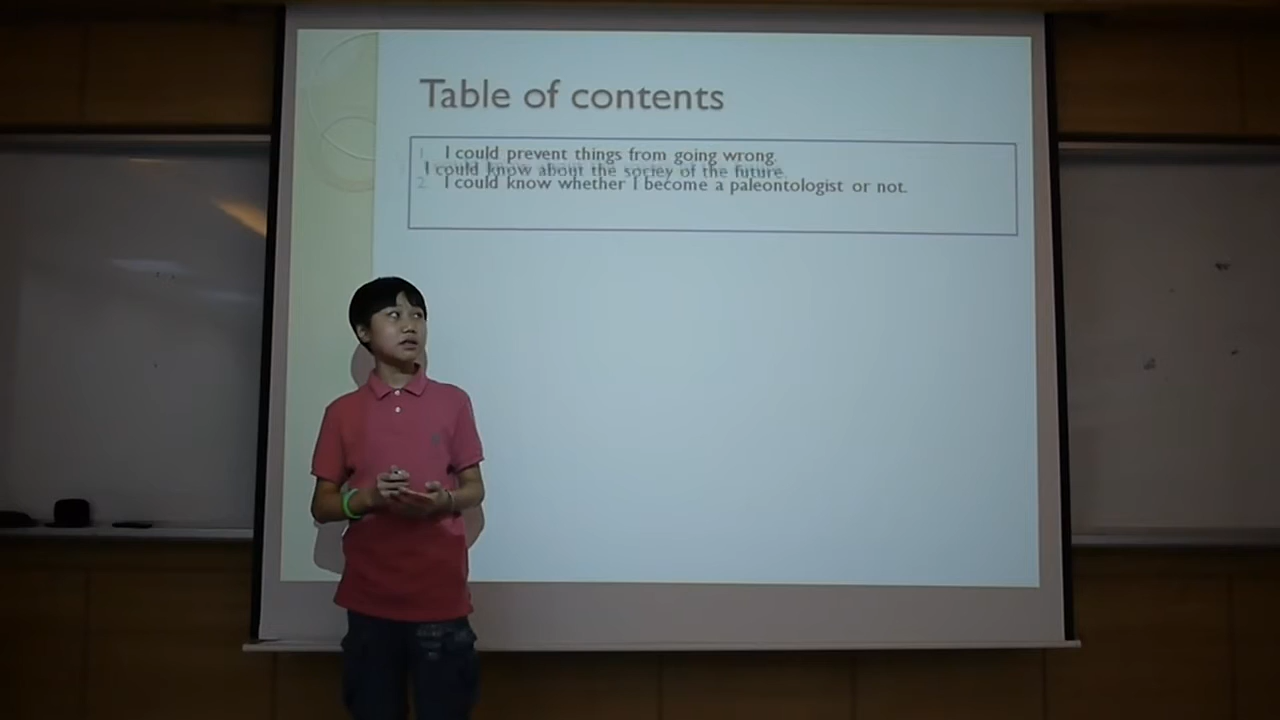 Table of contents
1. I could prevent things from going wrong.
I could know about the sociey of the future.
2. I could know whether I become a paleontologist or not.